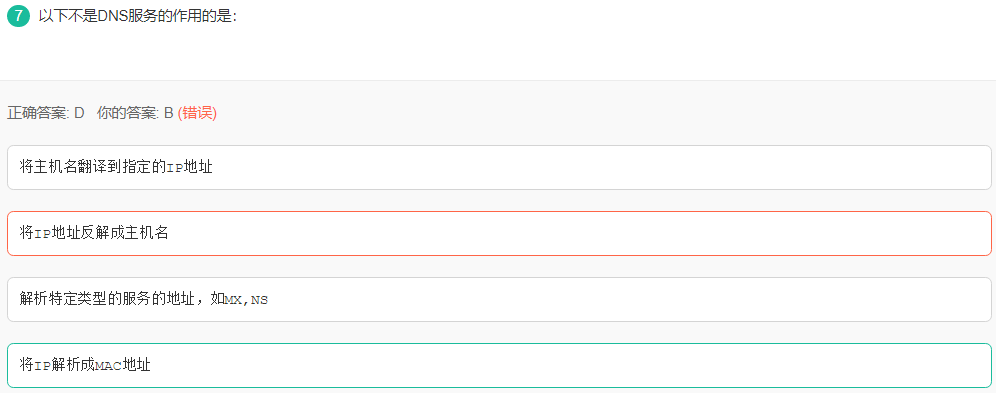 7 以下不是DNS服务的作用的是:
正确答案: D 你的答案: B (错误)
将主机名翻译到指定的IP地址
将IP地址反解成主机名
解析特定类型的服务的地址，如MX,NS
将IP解析成MAC地址